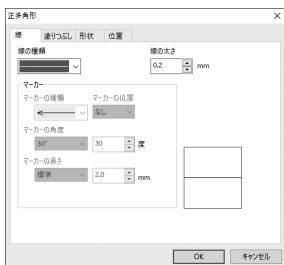 正多角形
線 塗りつぶし 形状 位置
線の種類 線の太さ
0.2 mm
マーカー
マーカーの種類 マーカーの位置
なし
マーカーの角度
30° 30 度
マーカーの長さ
標準 2.0 mm
OK キャンセル